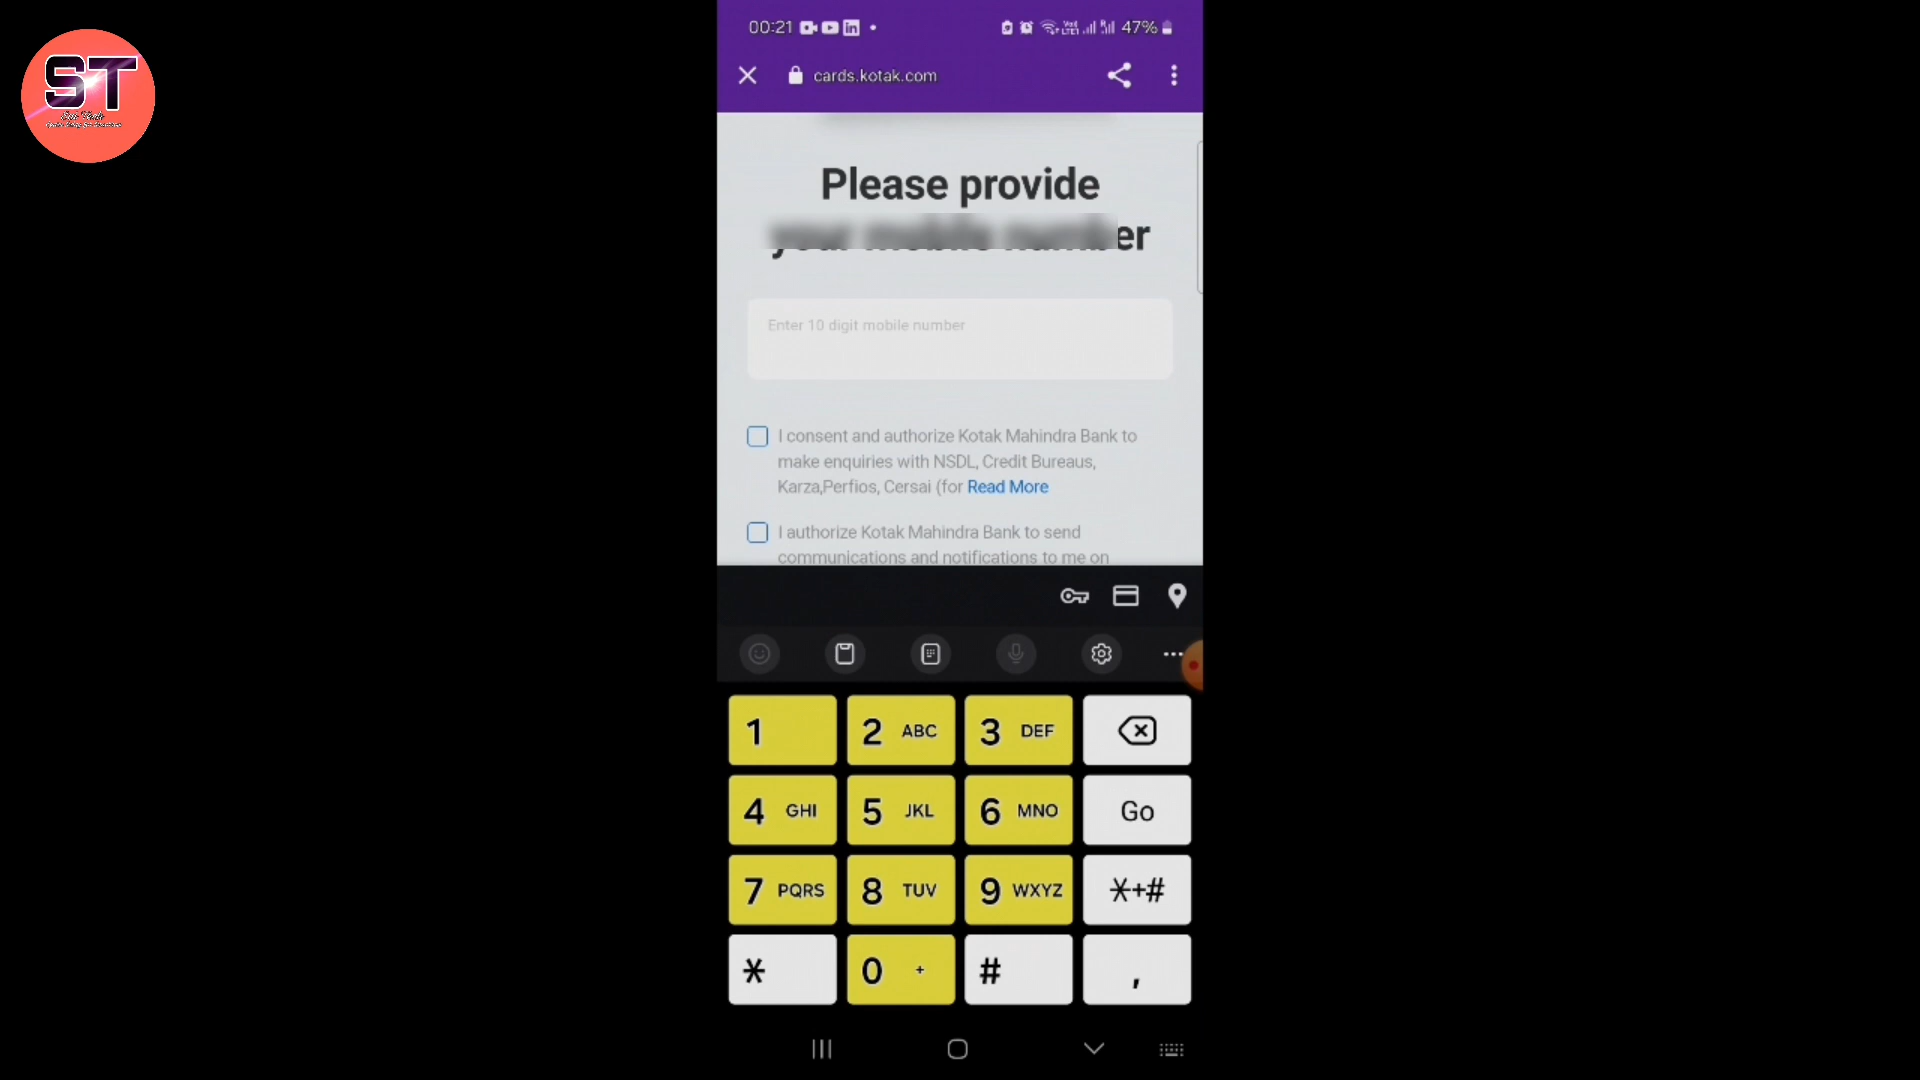 ST
00:21
47%
cards.kotak.com
Please provide
your mobile number
Enter 10 digit mobile number
I consent and authorize Kotak Mahindra Bank to
make enquiries with NSDL, Credit Bureaus,
Karza,Perfios, Cersai (for Read More
I authorize Kotak Mahindra Bank to send
communications and notifications to me on
1
2 ABC
3 DEF
4 GHI
5 JKL
6 MNO
Go
7 PQRS
8 TUV
9 WXYZ
*+#
*
0 +
#
,